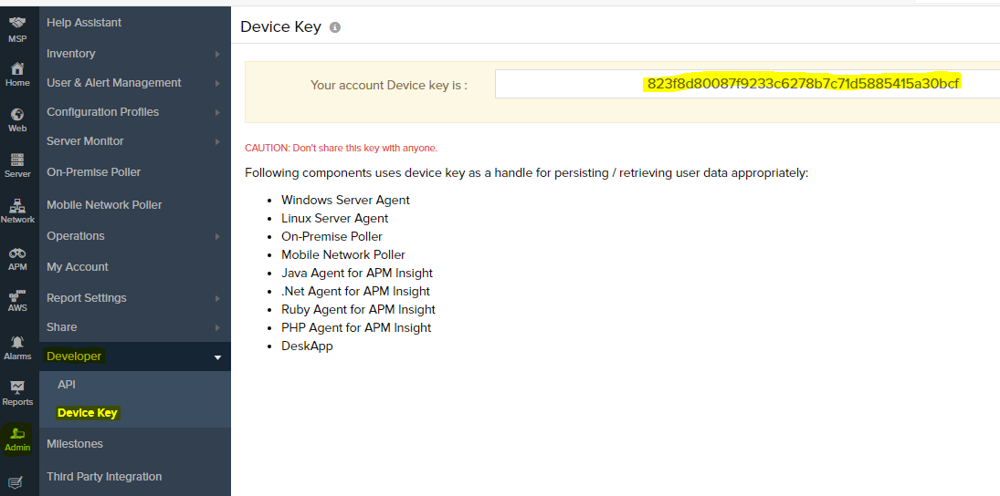 MSP
Home
Web
Server
Network
APM
AWS
Alarms
Reports
Admin
Help Assistant
Inventory
User & Alert Management
Configuration Profiles
Server Monitor
On-Premise Poller
Mobile Network Poller
Operations
My Account
Report Settings
Share
Developer
API
Device Key
Milestones
Third Party Integration
Device Key
Your account Device key is :
823f8d80087f9233c6278b7c71d5885415a30bcf
CAUTION: Don't share this key with anyone.
Following components uses device key as a handle for persisting / retrieving user data appropriately:
Windows Server Agent
Linux Server Agent
On-Premise Poller
Mobile Network Poller
Java Agent for APM Insight
.Net Agent for APM Insight
Ruby Agent for APM Insight
PHP Agent for APM Insight
DeskApp